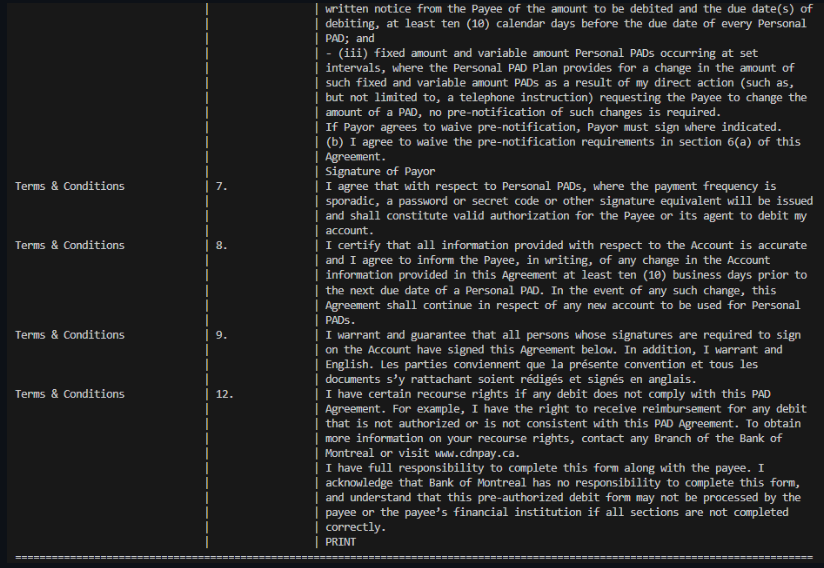 written notice from the Payee of the amount to be debited and the due date(s) of
debiting, at least ten (10) calendar days before the due date of every Personal
PAD; and
- (iii) fixed amount and variable amount Personal PADs occurring at set
intervals, where the Personal PAD Plan provides for a change in the amount of
such fixed and variable amount PADs as a result of my direct action (such as,
but not limited to, a telephone instruction) requesting the Payee to change the
amount of a PAD, no pre-notification of such changes is required.
If Payor agrees to waive pre-notification, Payor must sign where indicated.
(b) I agree to waive the pre-notification requirements in section 6(a) of this
Agreement.
Signature of Payor
Terms & Conditions | 7. | I agree that with respect to Personal PADs, where the payment frequency is
sporadic, a password or secret code or other signature equivalent will be issued
and shall constitute valid authorization for the Payee or its agent to debit my
account.
Terms & Conditions | 8. | I certify that all information provided with respect to the Account is accurate
and I agree to inform the Payee, in writing, of any change in the Account
information provided in this Agreement at least ten (10) business days prior to
the next due date of a Personal PAD. In the event of any such change, this
Agreement shall continue in respect of any new account to be used for Personal
PADs.
Terms & Conditions | 9. | I warrant and guarantee that all persons whose signatures are required to sign
on the Account have signed this Agreement below. In addition, I warrant and
English. Les parties conviennent que la présente convention et tous les
documents s’y rattachant soient rédigés et signés en anglais.
Terms & Conditions | 12. | I have certain recourse rights if any debit does not comply with this PAD
Agreement. For example, I have the right to receive reimbursement for any debit
that is not authorized or is not consistent with this PAD Agreement. To obtain
more information on your recourse rights, contact any Branch of the Bank of
Montreal or visit www.cdnpay.ca.
I have full responsibility to complete this form along with the payee. I
acknowledge that Bank of Montreal has no responsibility to complete this form,
and understand that this pre-authorized debit form may not be processed by the
payee or the payee’s financial institution if all sections are not completed
correctly.
PRINT